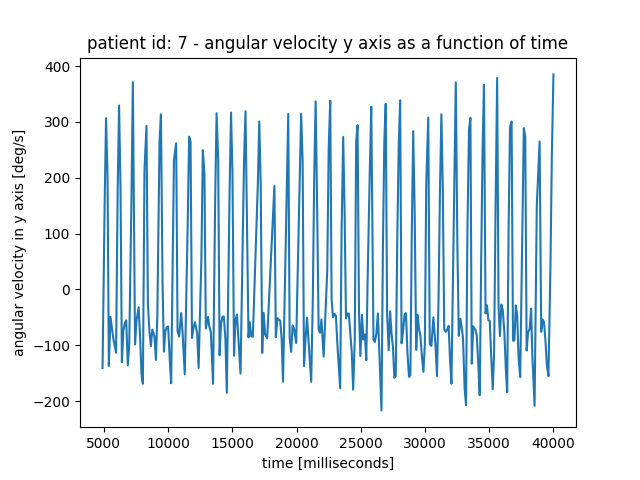 patient id: 7 - angular velocity y axis as a function of time
angular velocity in y axis [deg/s]
400
300
200
100
0
−100
−200
5000 10000 15000 20000 25000 30000 35000 40000
time [milliseconds]